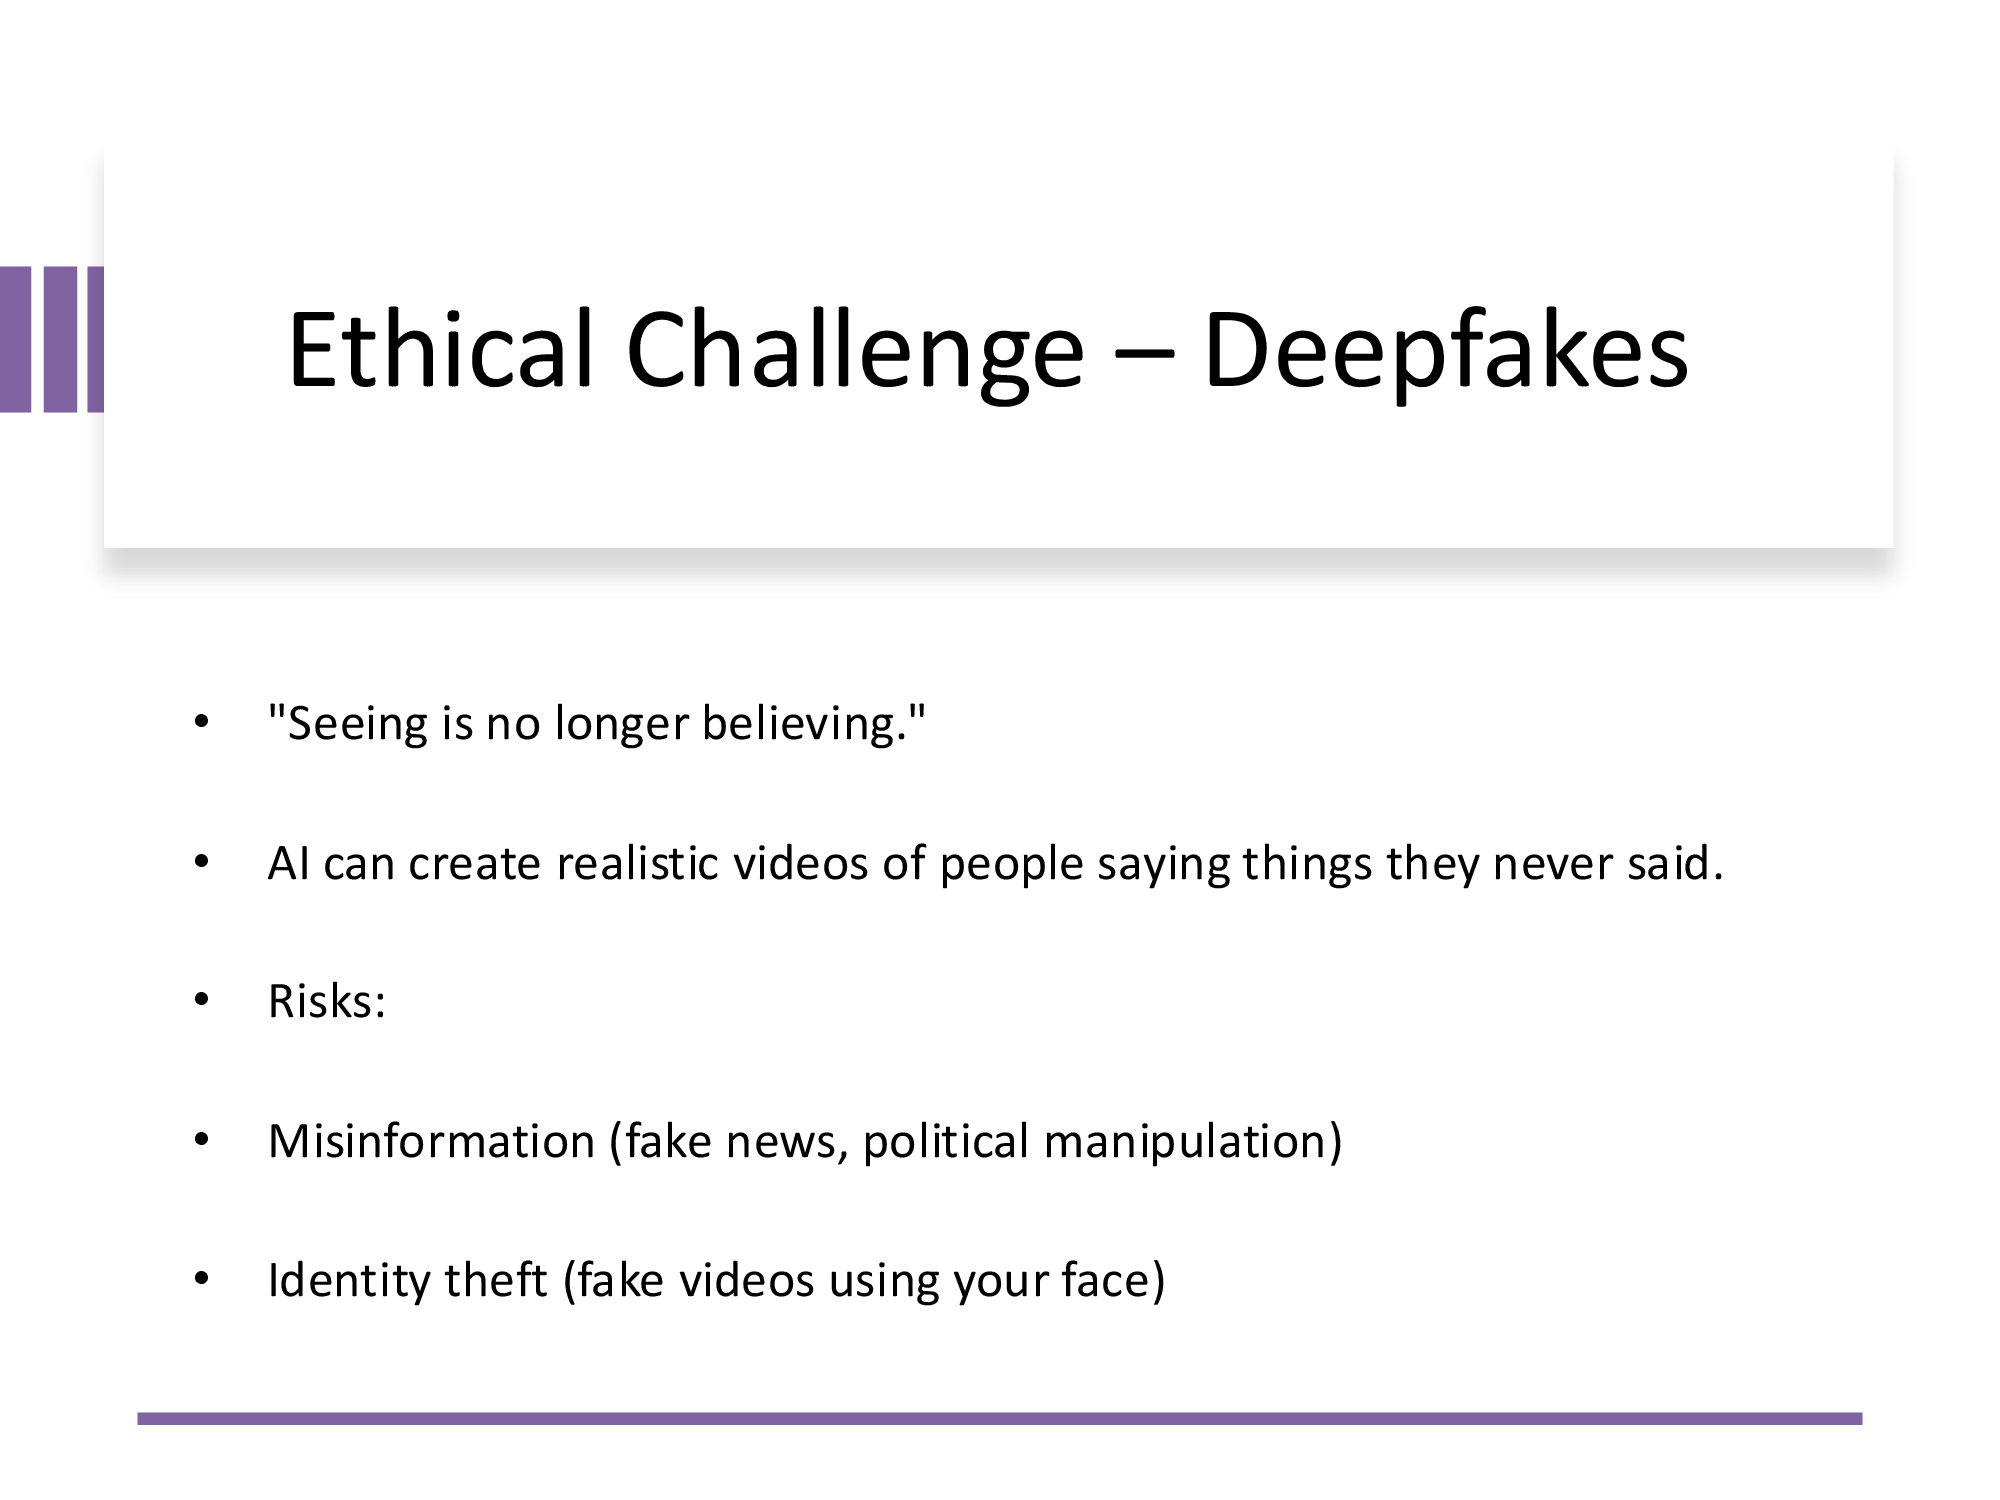 Ethical Challenge – Deepfakes
• "Seeing is no longer believing."
• AI can create realistic videos of people saying things they never said.
• Risks:
• Misinformation (fake news, political manipulation)
• Identity theft (fake videos using your face)